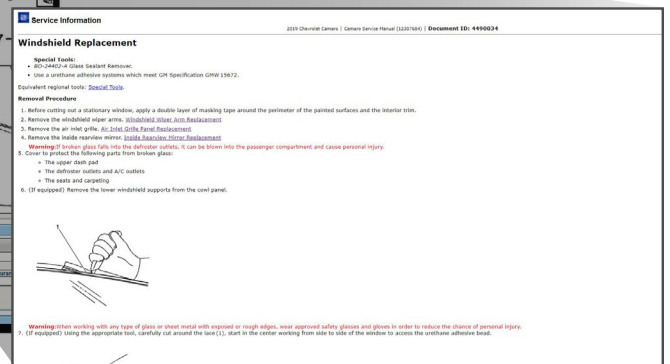 GM Service Information
2019 Chevrolet Camaro | Camaro Service Manual (12307684) | Document ID: 4490034
Windshield Replacement
Special Tools:
• BO-24402-A Glass Sealant Remover.
• Use a urethane adhesive systems which meet GM Specification GMW 15672.
Equivalent regional tools: Special Tools.
Removal Procedure
1. Before cutting out a stationary window, apply a double layer of masking tape around the perimeter of the painted surfaces and the interior trim.
2. Remove the windshield wiper arms. Windshield Wiper Arm Replacement
3. Remove the air inlet grille. Air Inlet Grille Panel Replacement
4. Remove the inside rearview mirror. Inside Rearview Mirror Replacement
Warning:If broken glass falls into the defroster outlets, it can be blown into the passenger compartment and cause personal injury.
5. Cover to protect the following parts from broken glass:
The upper dash pad
The defroster outlets and A/C outlets
The seats and carpeting
6. (If equipped) Remove the lower windshield supports from the cowl panel.
1
Warning:When working with any type of glass or sheet metal with exposed or rough edges, wear approved safety glasses and gloves in order to reduce the chance of personal injury.
7. (If equipped) Using the appropriate tool, carefully cut around the lace (1), start in the center working from side to side of the window to access the urethane adhesive bead.